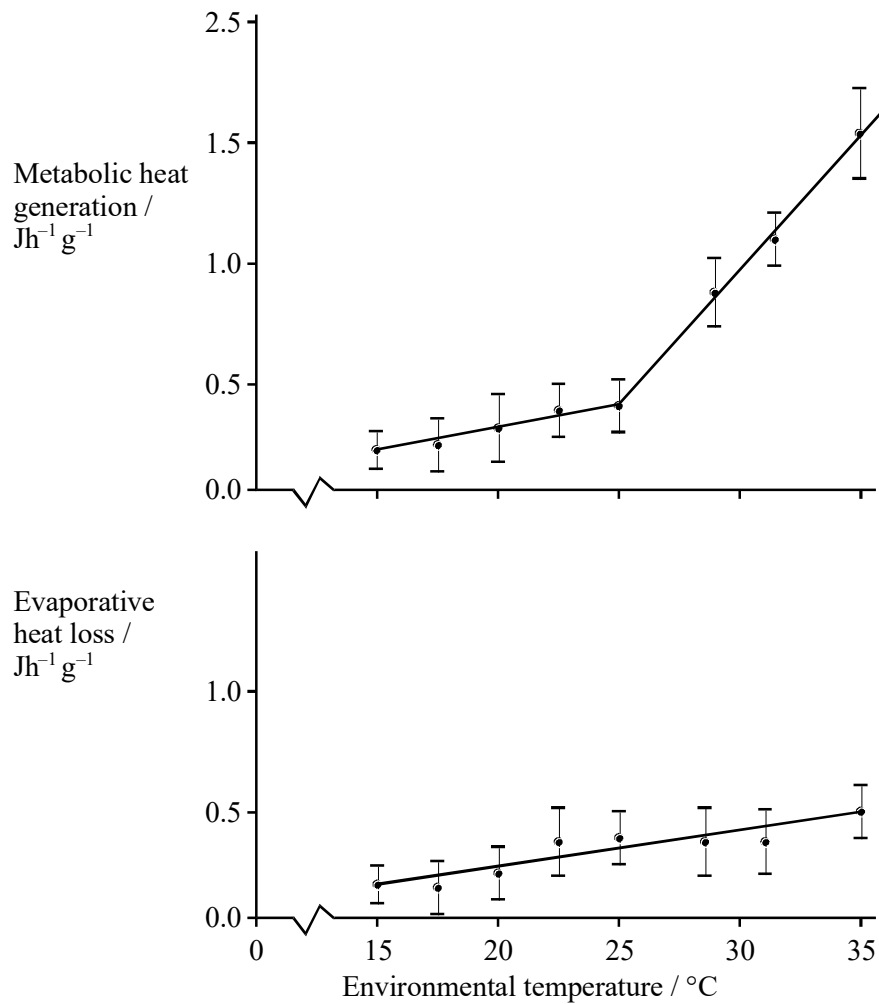 2.5
1.5
Metabolic heat
generation /
Jh⁻¹ g⁻¹
1.0
0.5
0.0
Evaporative
heat loss /
Jh⁻¹ g⁻¹
1.0
0.5
0.0
0 15 20 25 30 35
Environmental temperature / °C